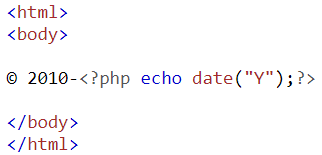 <html>
<body>
© 2010-<?php echo date("Y");?>
</body>
</html>